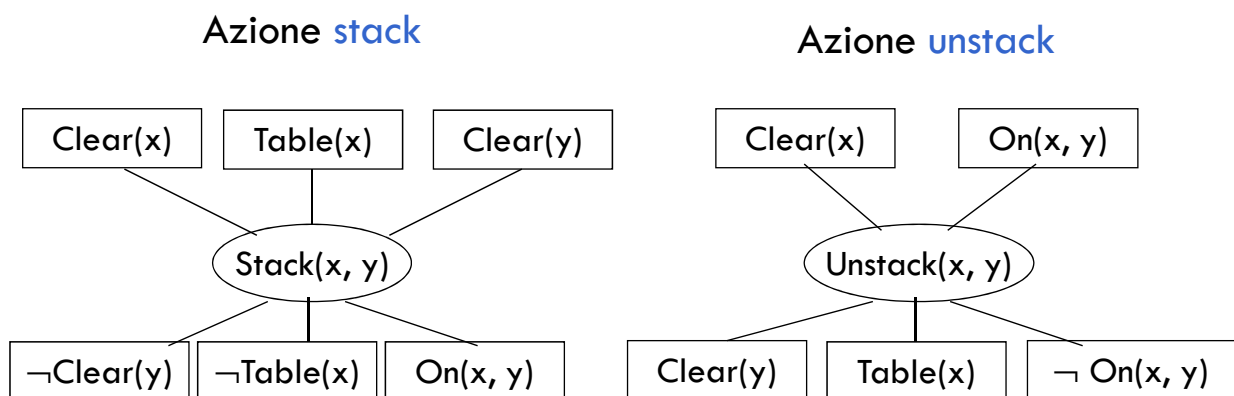 Azione stack
Clear(x)
Table(x)
Clear(y)
Stack(x, y)
¬Clear(y)
¬Table(x)
On(x, y)
Azione unstack
Clear(x)
On(x, y)
Unstack(x, y)
Clear(y)
Table(x)
¬ On(x, y)